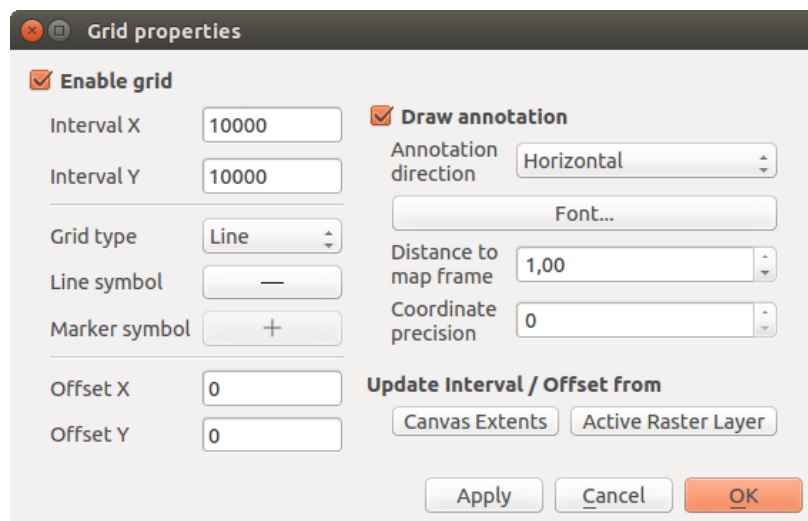 Grid properties
Enable grid
Interval X 10000
Interval Y 10000
Grid type Line
Line symbol
Marker symbol
Offset X 0
Offset Y 0
Draw annotation
Annotation
direction
Horizontal
Font...
Distance to
map frame
1,00
Coordinate
precision
0
Update Interval / Offset from
Canvas Extents Active Raster Layer
Apply Cancel OK